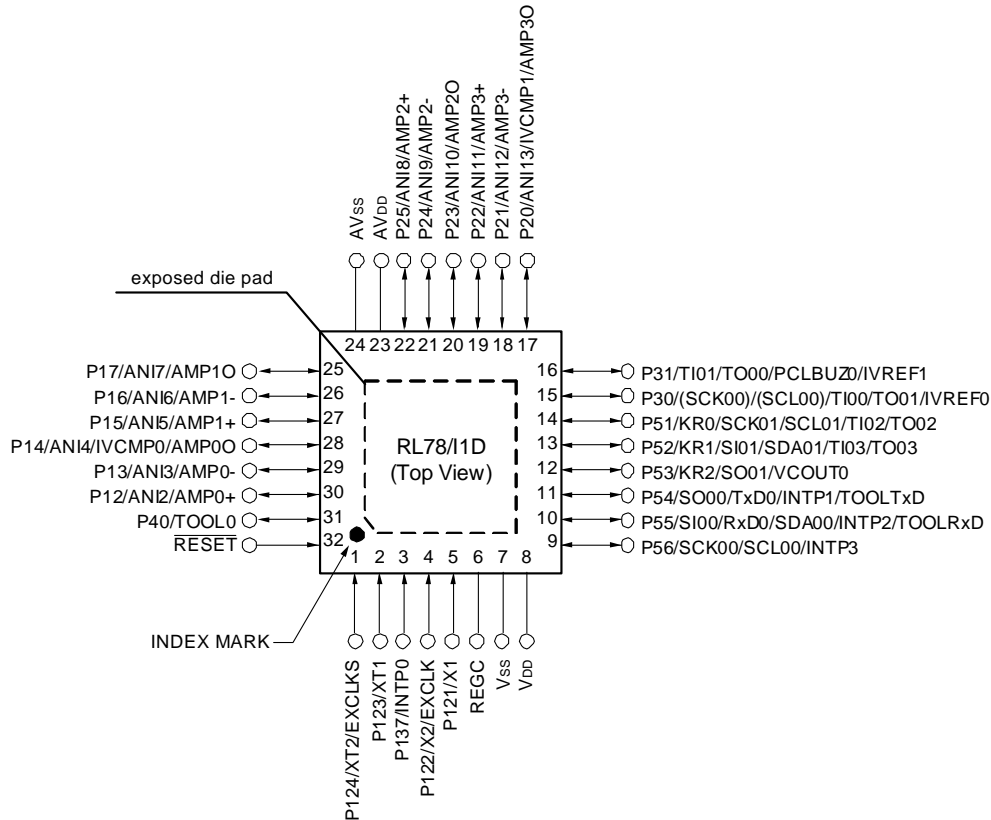 AVSS
AVDD
P25/ANI8/AMP2+
P24/ANI9/AMP2-
P23/ANI10/AMP2O
P22/ANI11/AMP3+
P21/ANI12/AMP3-
P20/ANI13/IVCMP1/AMP3O
exposed die pad
24 23 22 21 20 19 18 17
P17/ANI7/AMP1O 25
P16/ANI6/AMP1- 26
P15/ANI5/AMP1+ 27
P14/ANI4/IVCMP0/AMP0O 28
P13/ANI3/AMP0- 29
P12/ANI2/AMP0+ 30
P40/TOOL0 31
RESET 32
RL78/I1D
(Top View)
16 P31/TI01/TO00/PCLBUZ0/IVREF1
15 P30/(SCK00)/(SCL00)/TI00/TO01/IVREF0
14 P51/KR0/SCK01/SCL01/TI02/TO02
13 P52/KR1/SI01/SDA01/TI03/TO03
12 P53/KR2/SO01/VCOUT0
11 P54/SO00/TxD0/INTP1/TOOLTxD
10 P55/SI00/RxD0/SDA00/INTP2/TOOLRxD
9 P56/SCK00/SCL00/INTP3
1 2 3 4 5 6 7 8
INDEX MARK
P124/XT2/EXCLKS
P123/XT1
P137/INTP0
P122/X2/EXCLK
P121/X1
REGC
VSS
VDD